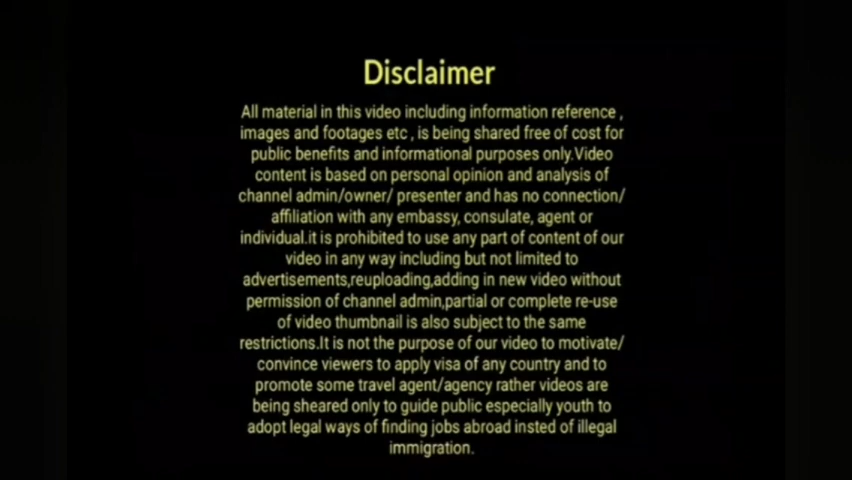 Disclaimer
All material in this video including information reference ,
images and footages etc , is being shared free of cost for
public benefits and informational purposes only.Video
content is based on personal opinion and analysis of
channel admin/owner/ presenter and has no connection/
affiliation with any embassy, consulate, agent or
individual.it is prohibited to use any part of content of our
video in any way including but not limited to
advertisements,reuploading,adding in new video without
permission of channel admin,partial or complete re-use
of video thumbnail is also subject to the same
restrictions.It is not the purpose of our video to motivate/
convince viewers to apply visa of any country and to
promote some travel agent/agency rather videos are
being sheared only to guide public especially youth to
adopt legal ways of finding jobs abroad insted of illegal
immigration.